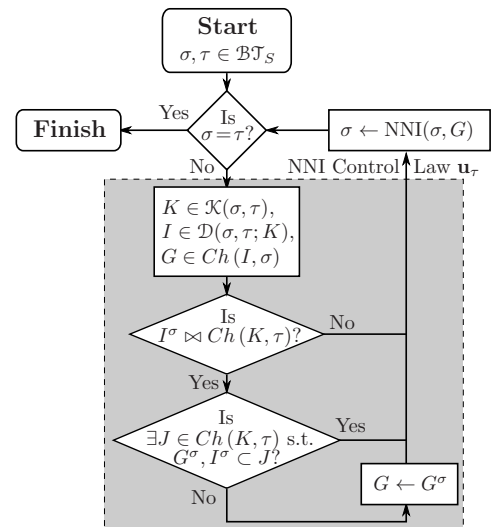 Start
σ, τ ∈ ℬ𝒯_S
Is
σ = τ?
Yes
Finish
No
σ ← NNI(σ, G)
NNI Control Law u_τ
K ∈ 𝒦(σ, τ),
I ∈ 𝒟(σ, τ; K),
G ∈ Ch(I, σ)
Is
I^σ ⋈ Ch(K, τ)?
No
Yes
Is
∃J ∈ Ch(K, τ) s.t.
G^σ, I^σ ⊂ J?
Yes
No
G ← G^σ